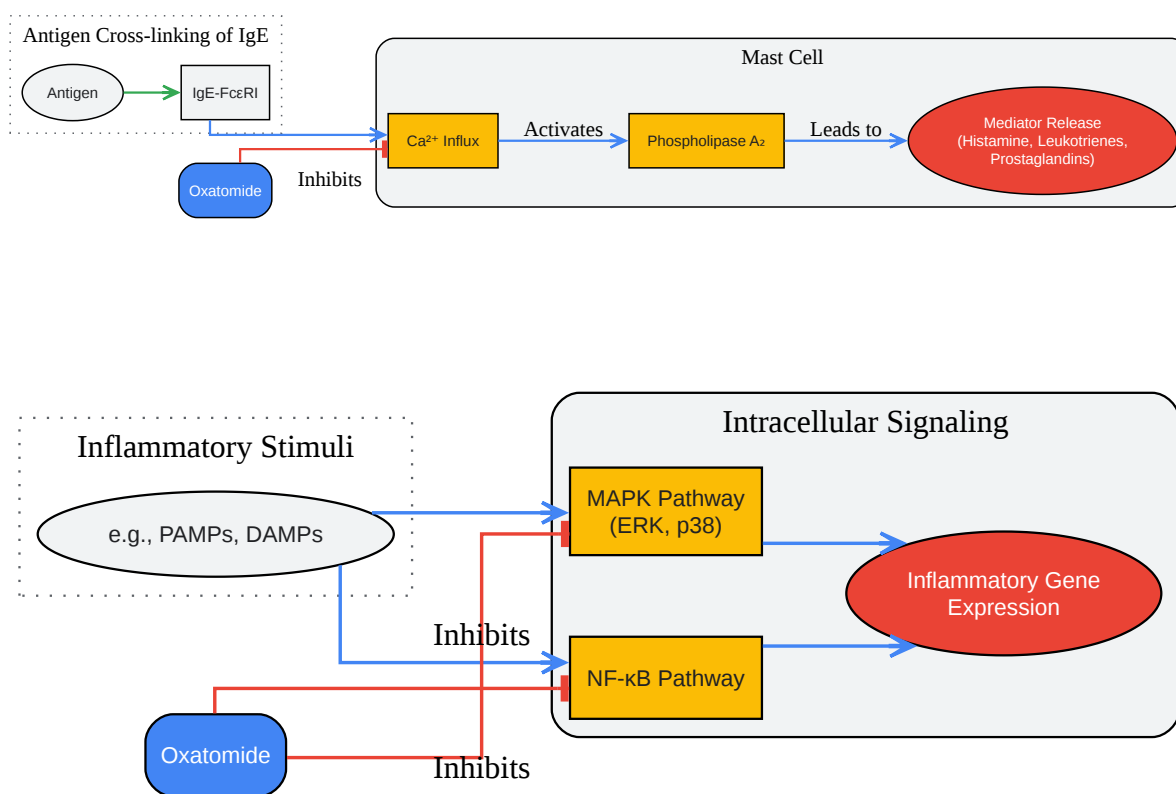 Antigen Cross-linking of IgE
Antigen
IgE-FcεRI
Oxatomide
Inhibits
Mast Cell
Ca²⁺ Influx
Activates
Phospholipase A₂
Leads to
Mediator Release
(Histamine, Leukotrienes,
Prostaglandins)
Inflammatory Stimuli
e.g., PAMPs, DAMPs
Intracellular Signaling
MAPK Pathway
(ERK, p38)
Inflammatory Gene
Expression
Inhibits
NF-κB Pathway
Oxatomide
Inhibits